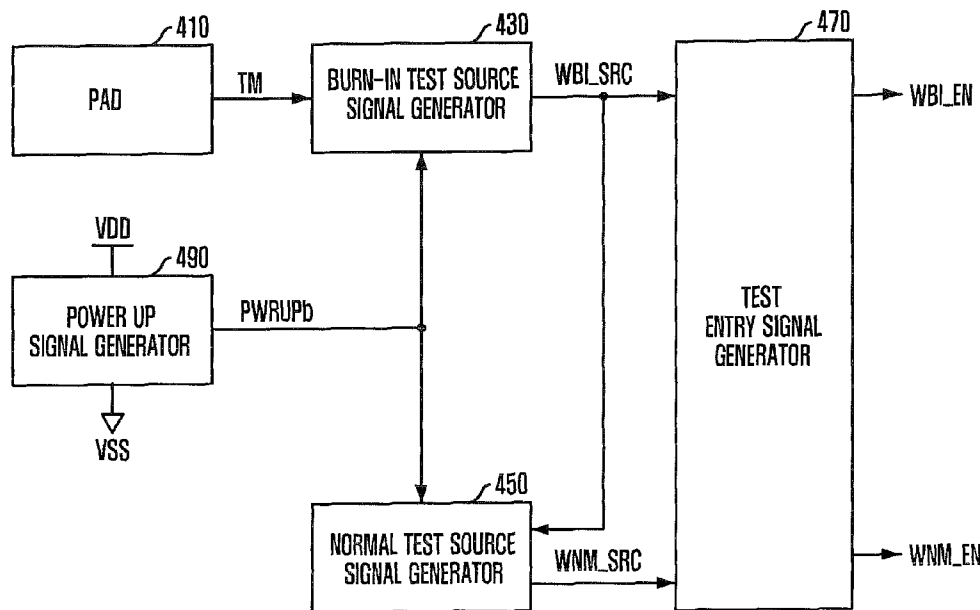 410
PAD
TM
430
BURN-IN TEST SOURCE
SIGNAL GENERATOR
WBI_SRC
470
TEST
ENTRY SIGNAL
GENERATOR
WBI_EN
VDD
490
POWER UP
SIGNAL GENERATOR
PWRUPb
VSS
450
NORMAL TEST SOURCE
SIGNAL GENERATOR
WNM_SRC
WNM_EN